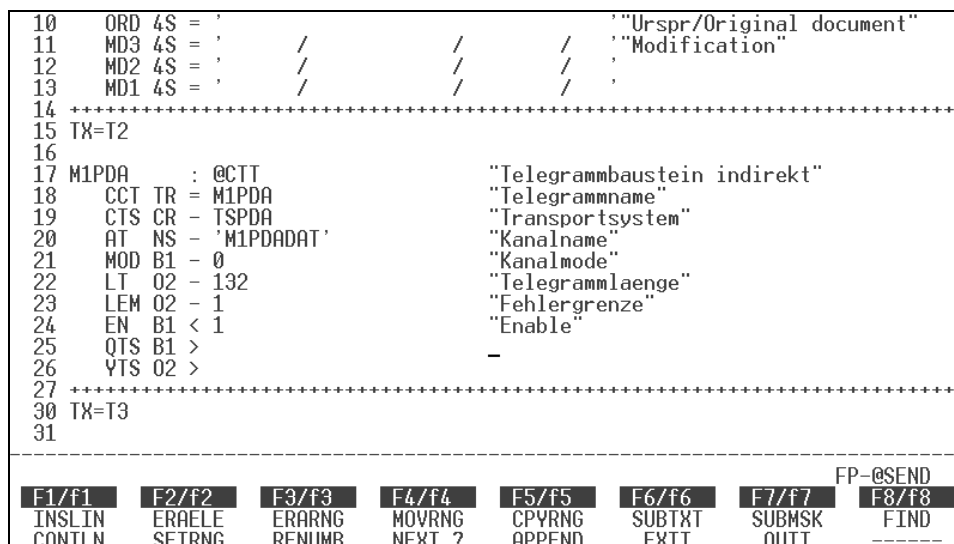 10    ORD 4S = '                                '"Urspr/Original document"
11    MD3 4S = '      /            /        /   '"Modification"
12    MD2 4S = '      /            /        /   '
13    MD1 4S = '      /            /        /   '
14 +++++++++++++++++++++++++++++++++++++++++++++++++++++++++++++++++++++++++
15 TX=T2
16
17 M1PDA     : @CTT              "Telegrammbaustein indirekt"
18    CCT TR = M1PDA             "Telegrammname"
19    CTS CR - TSPDA             "Transportsystem"
20    AT  NS - 'M1PDADAT'        "Kanalname"
21    MOD B1 - 0                 "Kanalmode"
22    LT  O2 - 132               "Telegrammlaenge"
23    LEM O2 - 1                 "Fehlergrenze"
24    EN  B1 < 1                 "Enable"
25    QTS B1 >                   _
26    YTS O2 >
27 +++++++++++++++++++++++++++++++++++++++++++++++++++++++++++++++++++++++++
30 TX=T3
31
------------------------------------------------------------------------------
FP-@SEND
F1/f1 F2/f2 F3/f3 F4/f4 F5/f5 F6/f6 F7/f7 F8/f8
INSLIN ERAELE ERARNG MOVRNG CPYRNG SUBTXT SUBMSK FIND
CONTLN SETRNG RENUMB NEXT ? APPEND EXIT QUIT ------